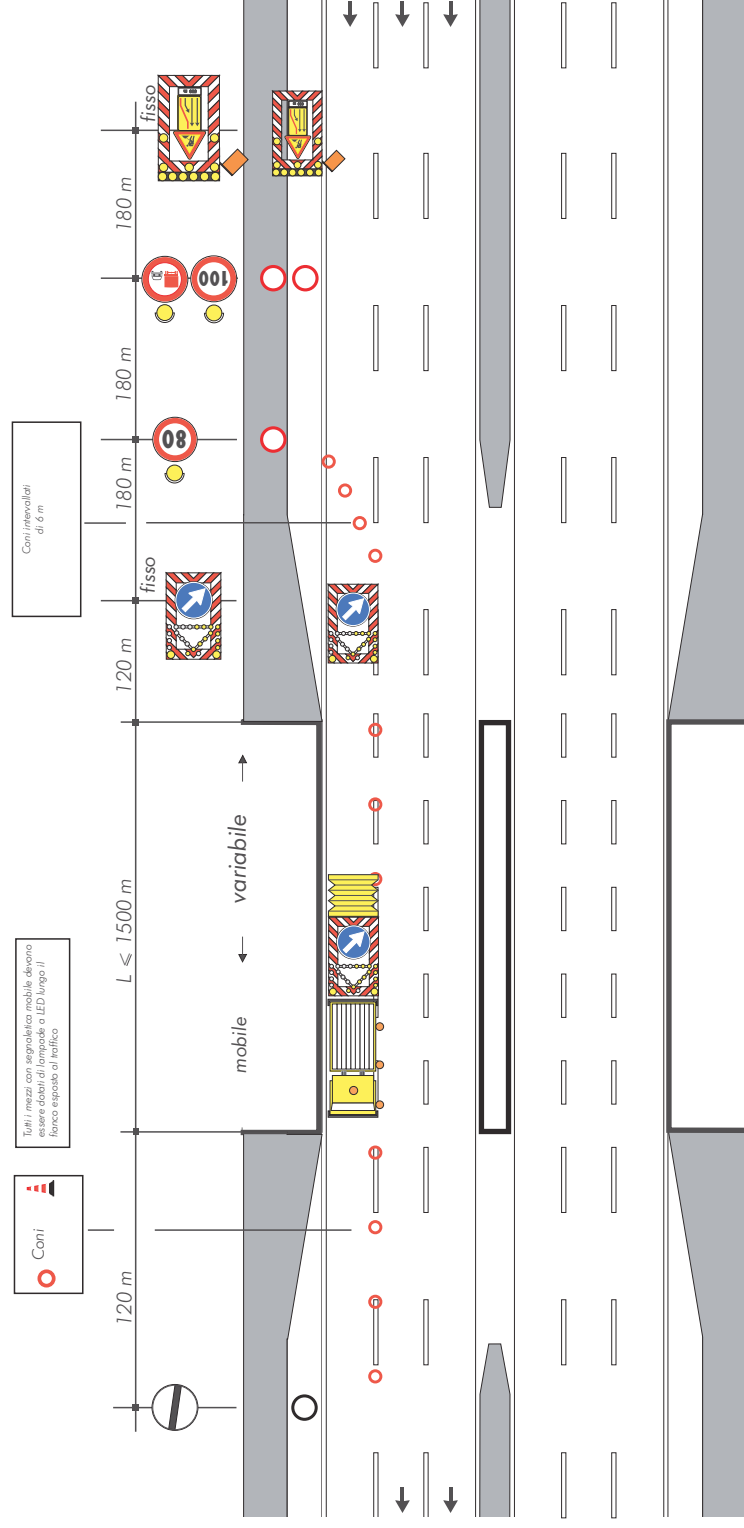 fisso
180 m
100
180 m
80
180 m
Coni intervallati
di 6 m
fisso
120 m
variabile
L ⩽ 1500 m
mobile
Tutti i mezzi con segnaletica mobile devono
essere dotati di lampade a LED lungo il
fianco esposto al traffico
Coni
120 m